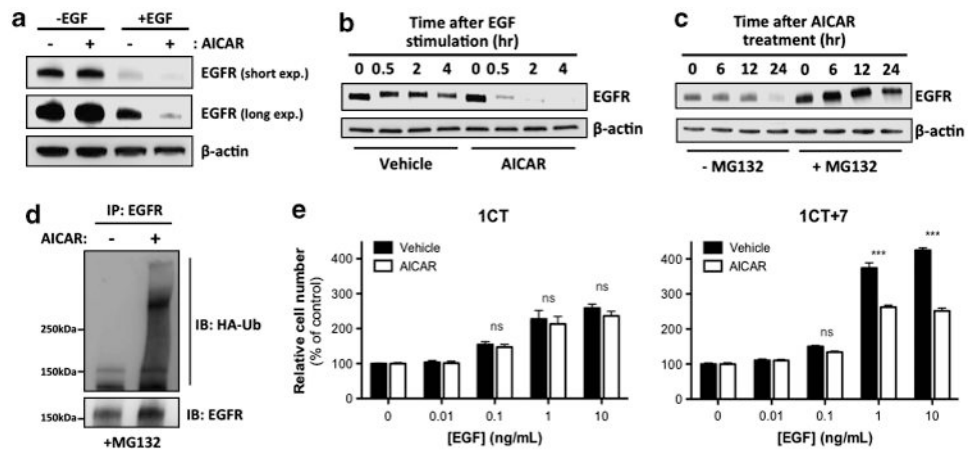 a
-EGF +EGF
- + - + : AICAR
EGFR (short exp.)
EGFR (long exp.)
β-actin
b
Time after EGF
stimulation (hr)
0 0.5 2 4 0 0.5 2 4
EGFR
β-actin
Vehicle AICAR
c
Time after AICAR
treatment (hr)
0 6 12 24 0 6 12 24
EGFR
β-actin
- MG132 + MG132
d
IP: EGFR
AICAR: - +
250kDa
150kDa
IB: HA-Ub
150kDa
IB: EGFR
+MG132
e
1CT
Relative cell number
(% of control)
500
400
300
200
100
0
Vehicle
AICAR
ns
ns
ns
0 0.01 0.1 1 10
[EGF] (ng/mL)
1CT+7
500
400
300
200
100
0
Vehicle
AICAR
ns
***
***
0 0.01 0.1 1 10
[EGF] (ng/mL)